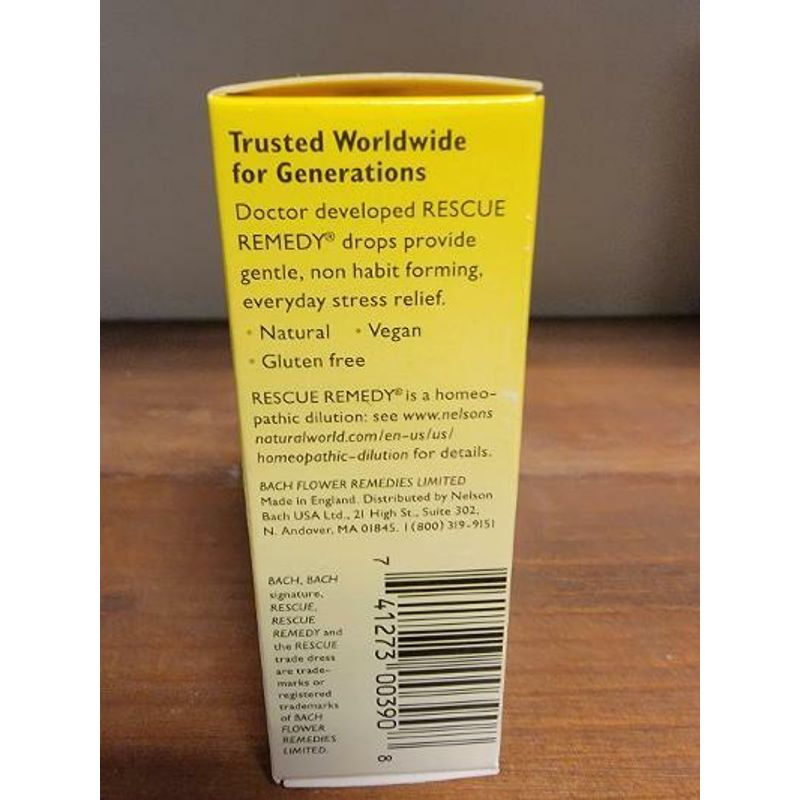 Trusted Worldwide
for Generations
Doctor developed RESCUE
REMEDY® drops provide
gentle, non habit forming,
everyday stress relief.
• Natural • Vegan
• Gluten free
RESCUE REMEDY® is a homeo-
pathic dilution: see www.nelsons
naturalworld.com/en-us/us/
homeopathic-dilution for details.
BACH FLOWER REMEDIES LIMITED
Made in England. Distributed by Nelson
Bach USA Ltd., 21 High St., Suite 302,
N. Andover, MA 01845. 1 (800) 319-9151
BACH, BACH
signature,
RESCUE,
RESCUE
REMEDY and
the RESCUE
trade dress
are trade-
marks or
registered
trademarks
of BACH
FLOWER
REMEDIES
LIMITED.
7 41273 00390 8